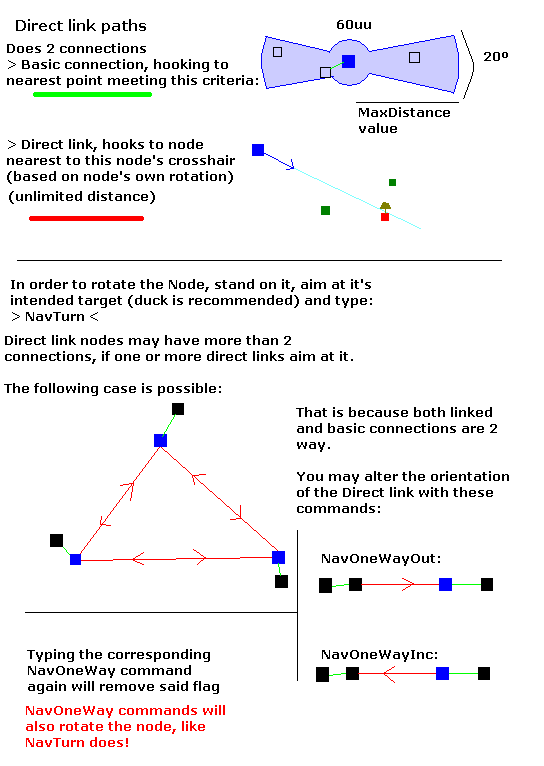 Direct link paths
Does 2 connections
> Basic connection, hooking to
nearest point meeting this criteria:
60uu
20º
MaxDistance
value
> Direct link, hooks to node
nearest to this node's crosshair
(based on node's own rotation)
(unlimited distance)
In order to rotate the Node, stand on it, aim at it's
intended target (duck is recommended) and type:
> NavTurn <
Direct link nodes may have more than 2
connections, if one or more direct links aim at it.
The following case is possible:
That is because both linked
and basic connections are 2
way.
You may alter the orientation
of the Direct link with these
commands:
NavOneWayOut:
NavOneWayInc:
Typing the corresponding
NavOneWay command
again will remove said flag
NavOneWay commands will
also rotate the node, like
NavTurn does!